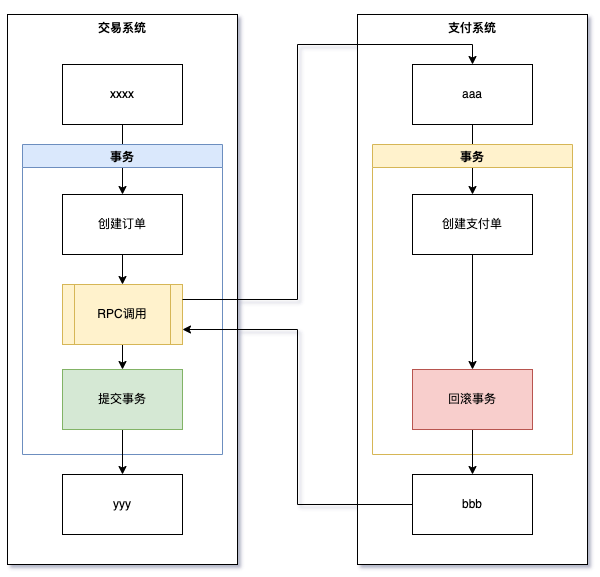 交易系统
xxxx
事务
创建订单
RPC调用
提交事务
yyy
支付系统
aaa
事务
创建支付单
回滚事务
bbb